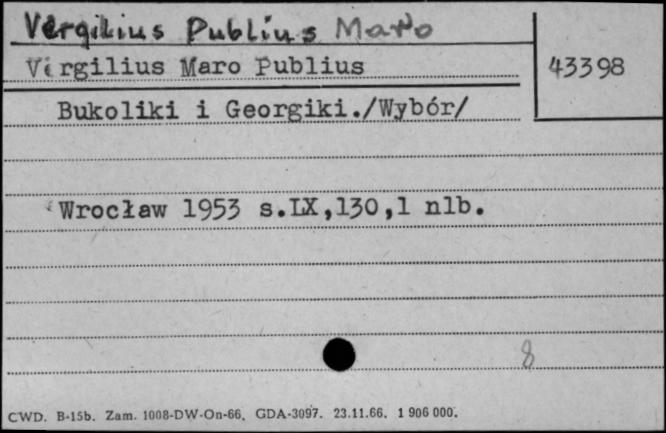 Vergilius Publius Maro
Virgilius Maro Publius
43398
Bukoliki i Georgiki./Wybór/
Wrocław 1953 s.IX,130,1 nlb.
8
CWD. B-15b. Zam. 1008-DW-On-66. GDA-3097. 23.11.66. 1 906 000.